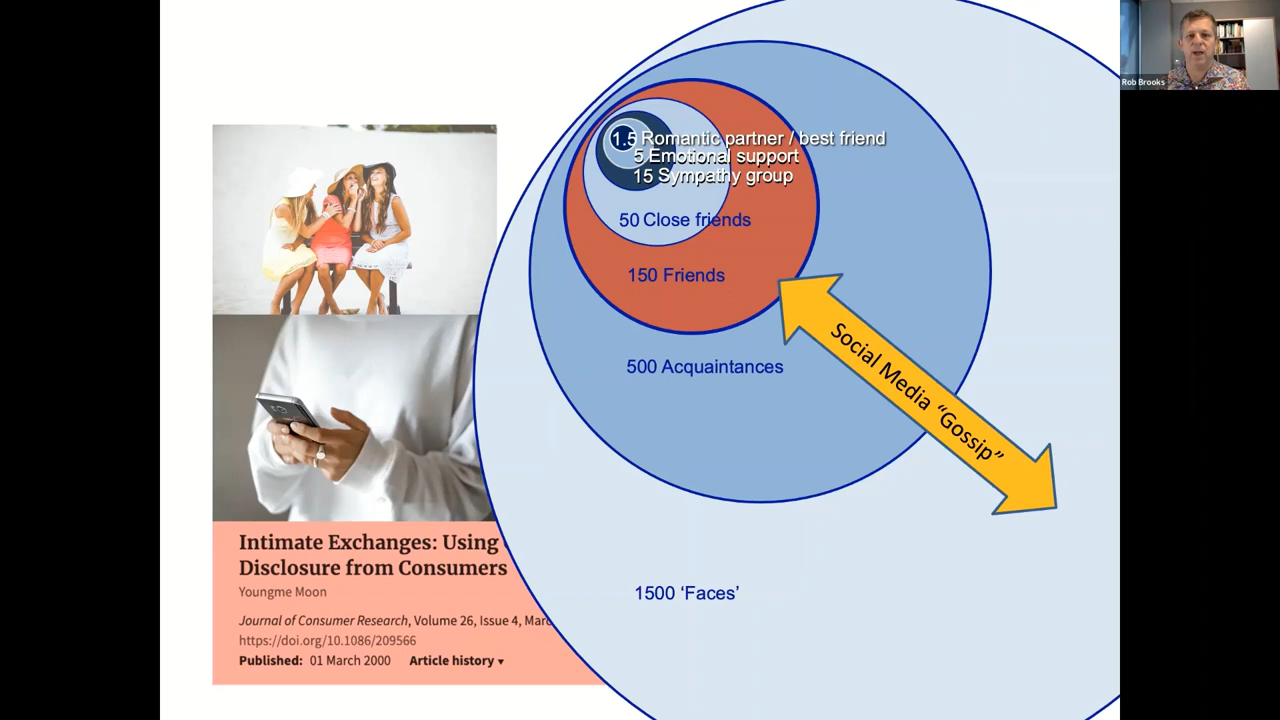 Rob Brooks
1.5 Romantic partner / best friend
5 Emotional support
15 Sympathy group
50 Close friends
150 Friends
500 Acquaintances
1500 ‘Faces’
Social Media “Gossip”
Intimate Exchanges: Using
Disclosure from Consumers
Youngme Moon
Journal of Consumer Research, Volume 26, Issue 4,
https://doi.org/10.1086/209566
Published: 01 March 2000 Article history